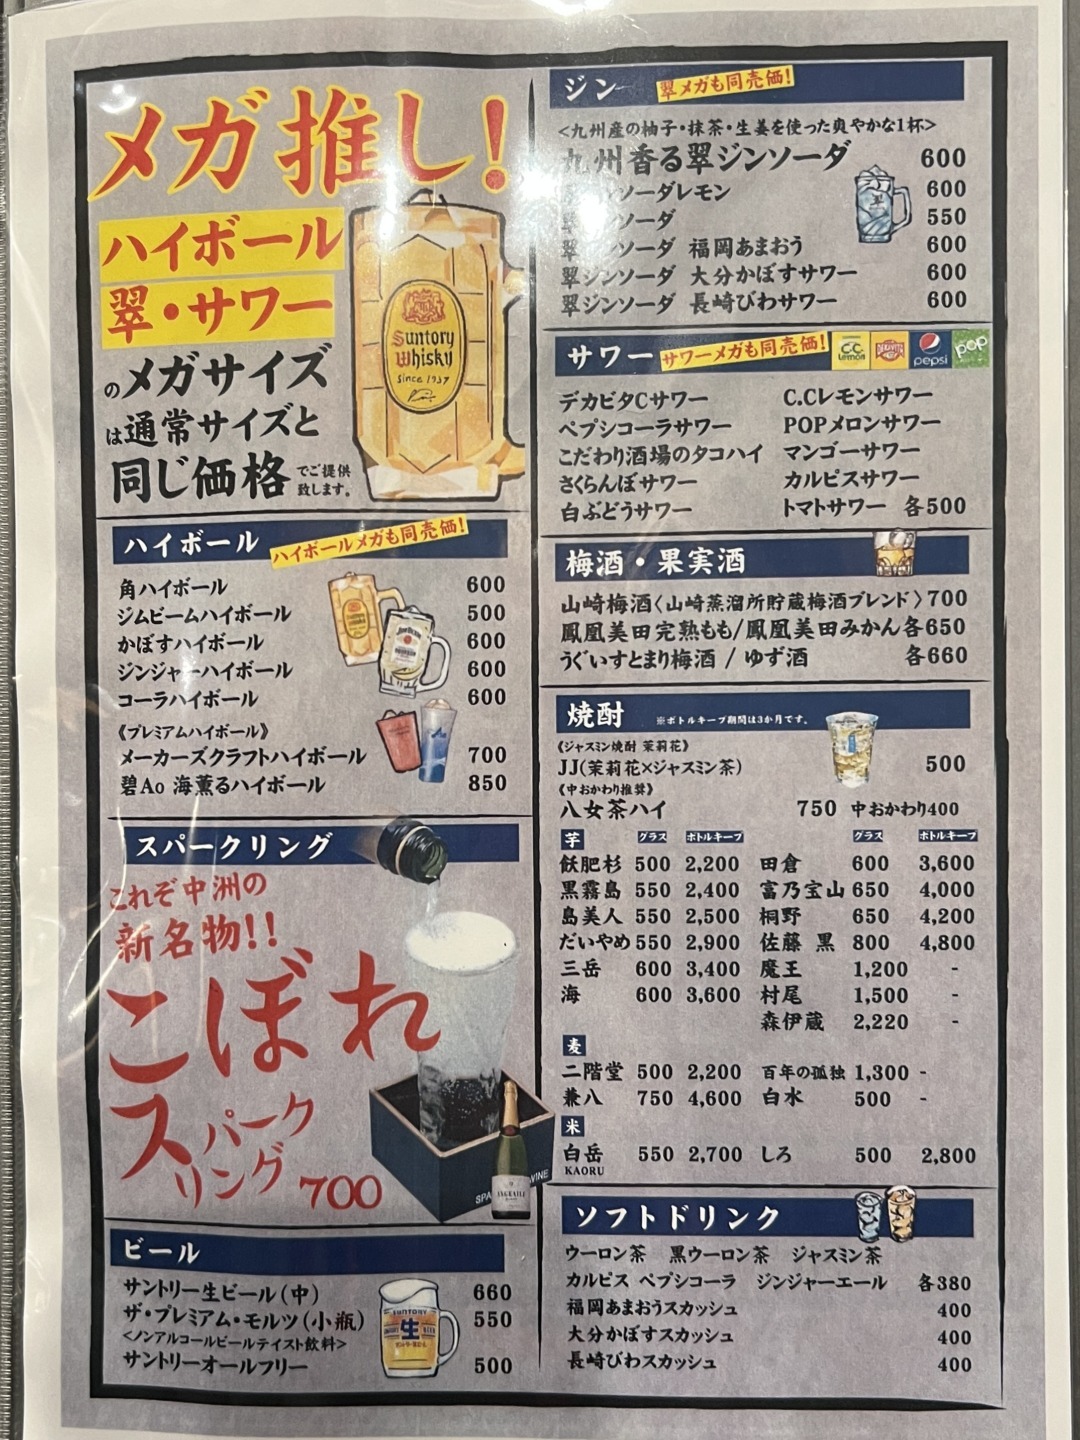 メガ推し!
ハイボール
翠・サワー
のメガサイズ
は通常サイズと
同じ価格 でご提供致します。
Suntory
Whisky
Since 1937
ハイボール ハイボールメガも同売価!
角ハイボール 600
ジムビームハイボール 500
かぼすハイボール 600
ジンジャーハイボール 600
コーラハイボール 600
《プレミアムハイボール》
メーカーズクラフトハイボール 700
碧Ao 海薫るハイボール 850
スパークリング
これぞ中洲の
新名物!!
こぼれ
スパークリング 700
ビール
サントリー生ビール(中) 660
ザ・プレミアム・モルツ(小瓶) 550
<ノンアルコールビールテイスト飲料>
サントリーオールフリー 500
SUNTORY
生
BEER
ジン 翠メガも同売価!
<九州産の柚子・抹茶・生姜を使った爽やかな1杯>
九州香る翠ジンソーダ 600
ンソーダレモン 600
ソーダ 550
翠 ンソーダ 福岡あまおう 600
翠ジンソーダ 大分かぼすサワー 600
翠ジンソーダ 長崎びわサワー 600
サワー サワーメガも同売価! C.C. Lemon DEKAVITA pepsi POP
デカビタCサワー C.Cレモンサワー
ペプシコーラサワー POPメロンサワー
こだわり酒場のタコハイ マンゴーサワー
さくらんぼサワー カルピスサワー
白ぶどうサワー トマトサワー 各500
梅酒・果実酒
山崎梅酒<山崎蒸溜所貯蔵梅酒ブレンド>700
鳳凰美田完熟もも/鳳凰美田みかん各650
うぐいすとまり梅酒 / ゆず酒 各660
焼酎 ※ボトルキープ期間は3か月です。
《ジャスミン焼酎 茉莉花》
JJ(茉莉花×ジャスミン茶) 500
《中おかわり推奨》
八女茶ハイ 750 中おかわり400
芋 グラス ボトルキープ グラス ボトルキープ
飫肥杉 500 2,200 田倉 600 3,600
黒霧島 550 2,400 富乃宝山 650 4,000
島美人 550 2,500 桐野 650 4,200
だいやめ 550 2,900 佐藤 黒 800 4,800
三岳 600 3,400 魔王 1,200 -
海 600 3,600 村尾 1,500 -
森伊蔵 2,220 -
麦
二階堂 500 2,200 百年の孤独 1,300 -
兼八 750 4,600 白水 500 -
米
白岳 550 2,700 しろ 500 2,800
KAORU
ソフトドリンク
ウーロン茶 黒ウーロン茶 ジャスミン茶
カルピス ペプシコーラ ジンジャーエール 各380
福岡あまおうスカッシュ 400
大分かぼすスカッシュ 400
長崎びわスカッシュ 400